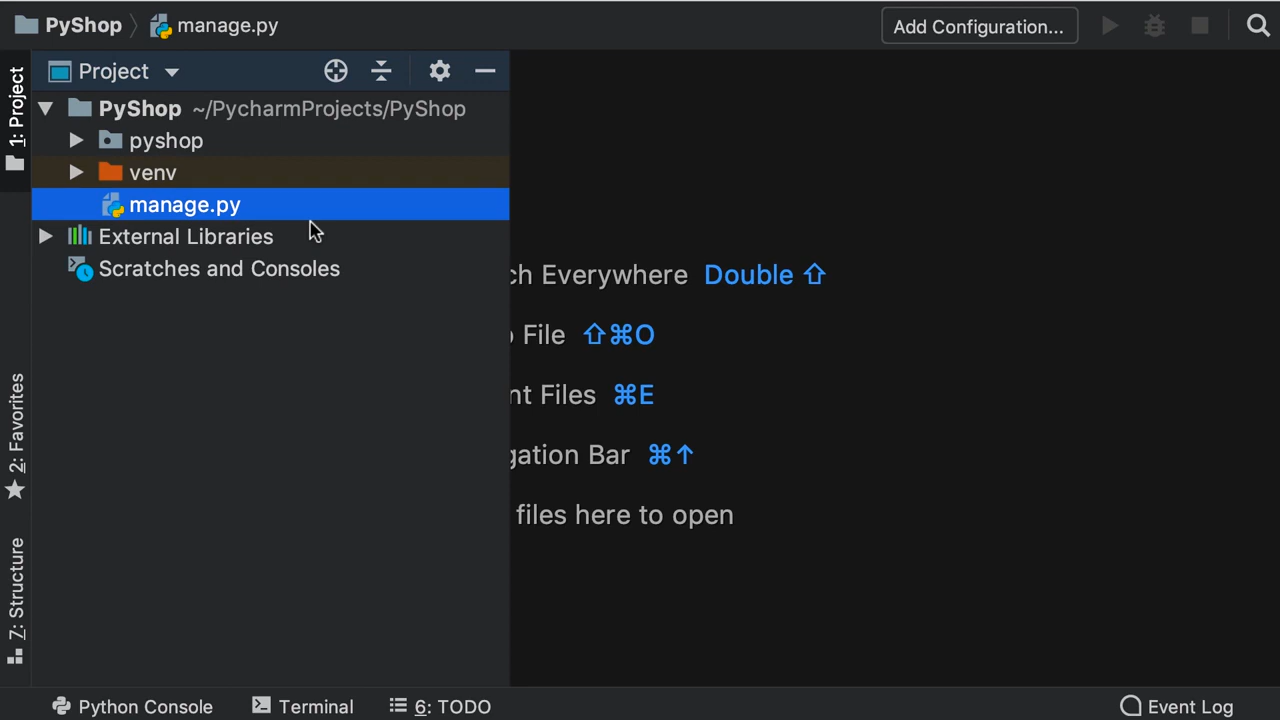 PyShop manage.py Add Configuration...
1: Project
Project
PyShop ~/PycharmProjects/PyShop
pyshop
venv
manage.py
External Libraries
Scratches and Consoles
ch Everywhere Double ⇧
File ⇧⌘O
nt Files ⌘E
gation Bar ⌘↑
files here to open
2: Favorites
7: Structure
Python Console Terminal 6: TODO Event Log